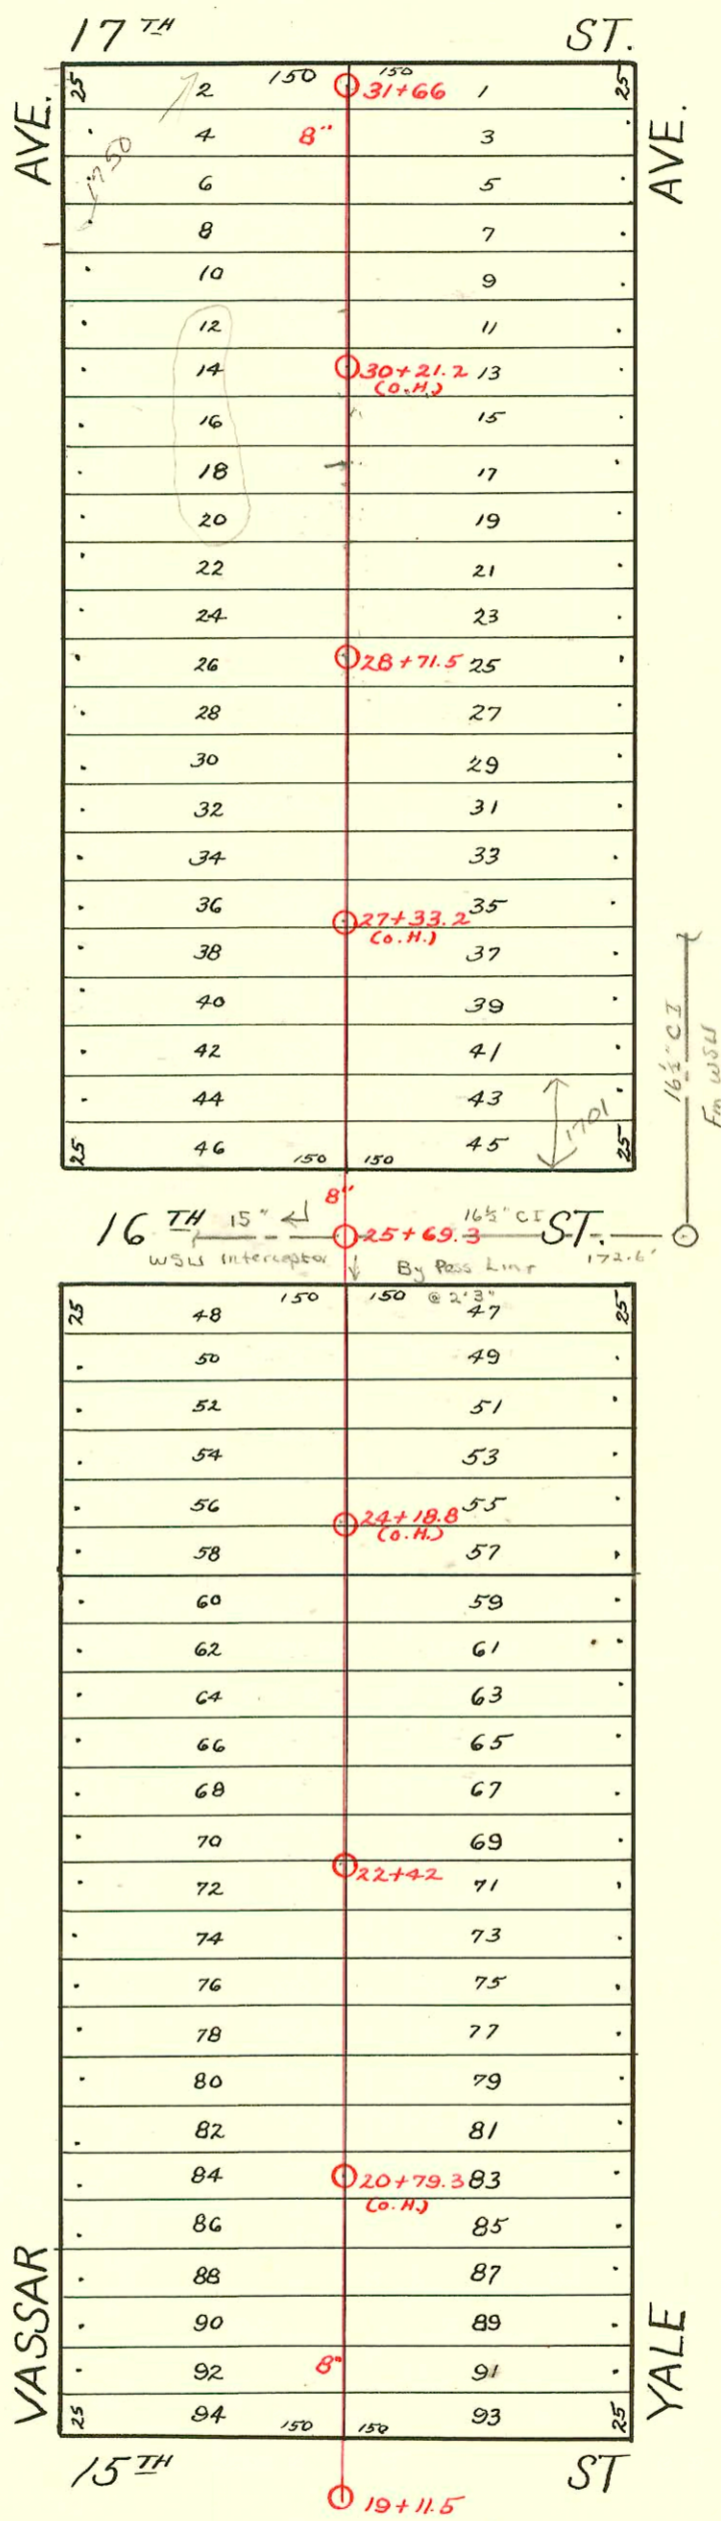 17TH ST.
AVE. AVE.
25 2 150 150 31+66 1 25
4 8" 3
1750
6 5
8 7
10 9
12 11
14 30+21.2 13
(O.H.)
16 15
18 17
20 19
22 21
24 23
26 28+71.5 25
28 27
30 29
32 31
34 33
36 27+33.2 35
(O.H.)
38 37
40 39
42 41
16½" CI
Fm WSU
44 43
1701
25 46 150 150 45 25
8"
16TH 15" 25+69.3 16½" CI ST.
WSU Interceptor By Pass Line 172.6'
@ 2'3"
25 48 150 150 47 25
50 49
52 51
54 53
56 24+18.8 55
(O.H.)
58 57
60 59
62 61
64 63
66 65
68 67
70 69
22+42
72 71
74 73
76 75
78 77
80 79
82 81
84 20+79.3 83
(O.H.)
86 85
88 87
90 89
VASSAR YALE
92 8" 91
25 94 150 150 93 25
15TH ST
19+11.5